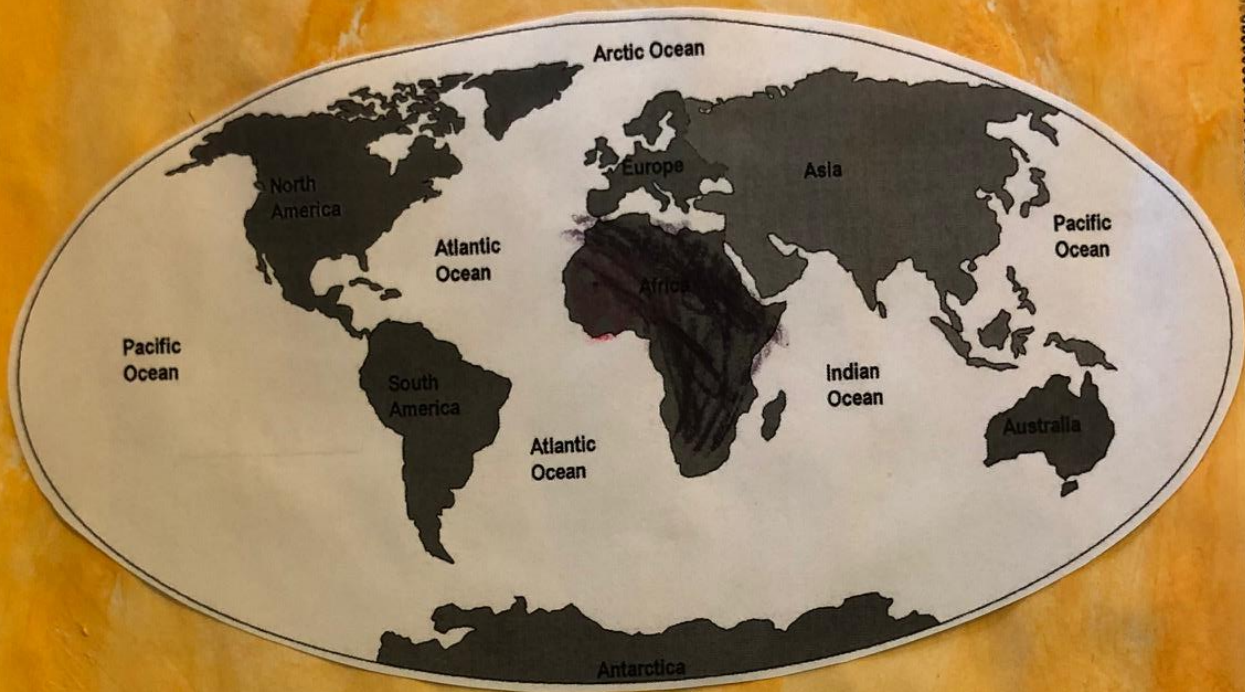 Arctic Ocean
North
America
Europe
Asia
Atlantic
Ocean
Pacific
Ocean
Africa
Pacific
Ocean
South
America
Indian
Ocean
Atlantic
Ocean
Australia
Antarctica